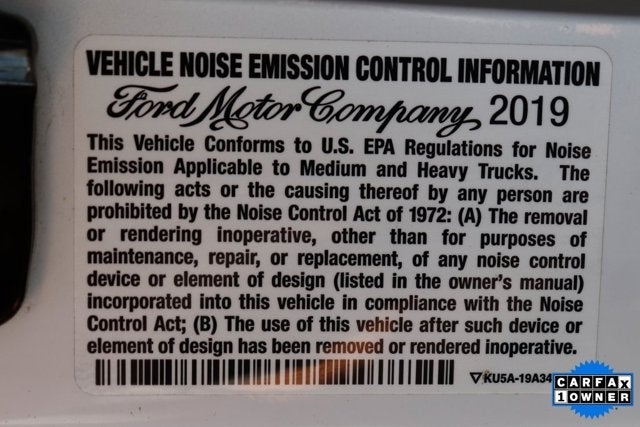 VEHICLE NOISE EMISSION CONTROL INFORMATION
Ford Motor Company 2019
This Vehicle Conforms to U.S. EPA Regulations for Noise
Emission Applicable to Medium and Heavy Trucks. The
following acts or the causing thereof by any person are
prohibited by the Noise Control Act of 1972: (A) The removal
or rendering inoperative, other than for purposes of
maintenance, repair, or replacement, of any noise control
device or element of design (listed in the owner's manual)
incorporated into this vehicle in compliance with the Noise
Control Act; (B) The use of this vehicle after such device or
element of design has been removed or rendered inoperative.
KU5A-19A34
CARFAX
1 OWNER